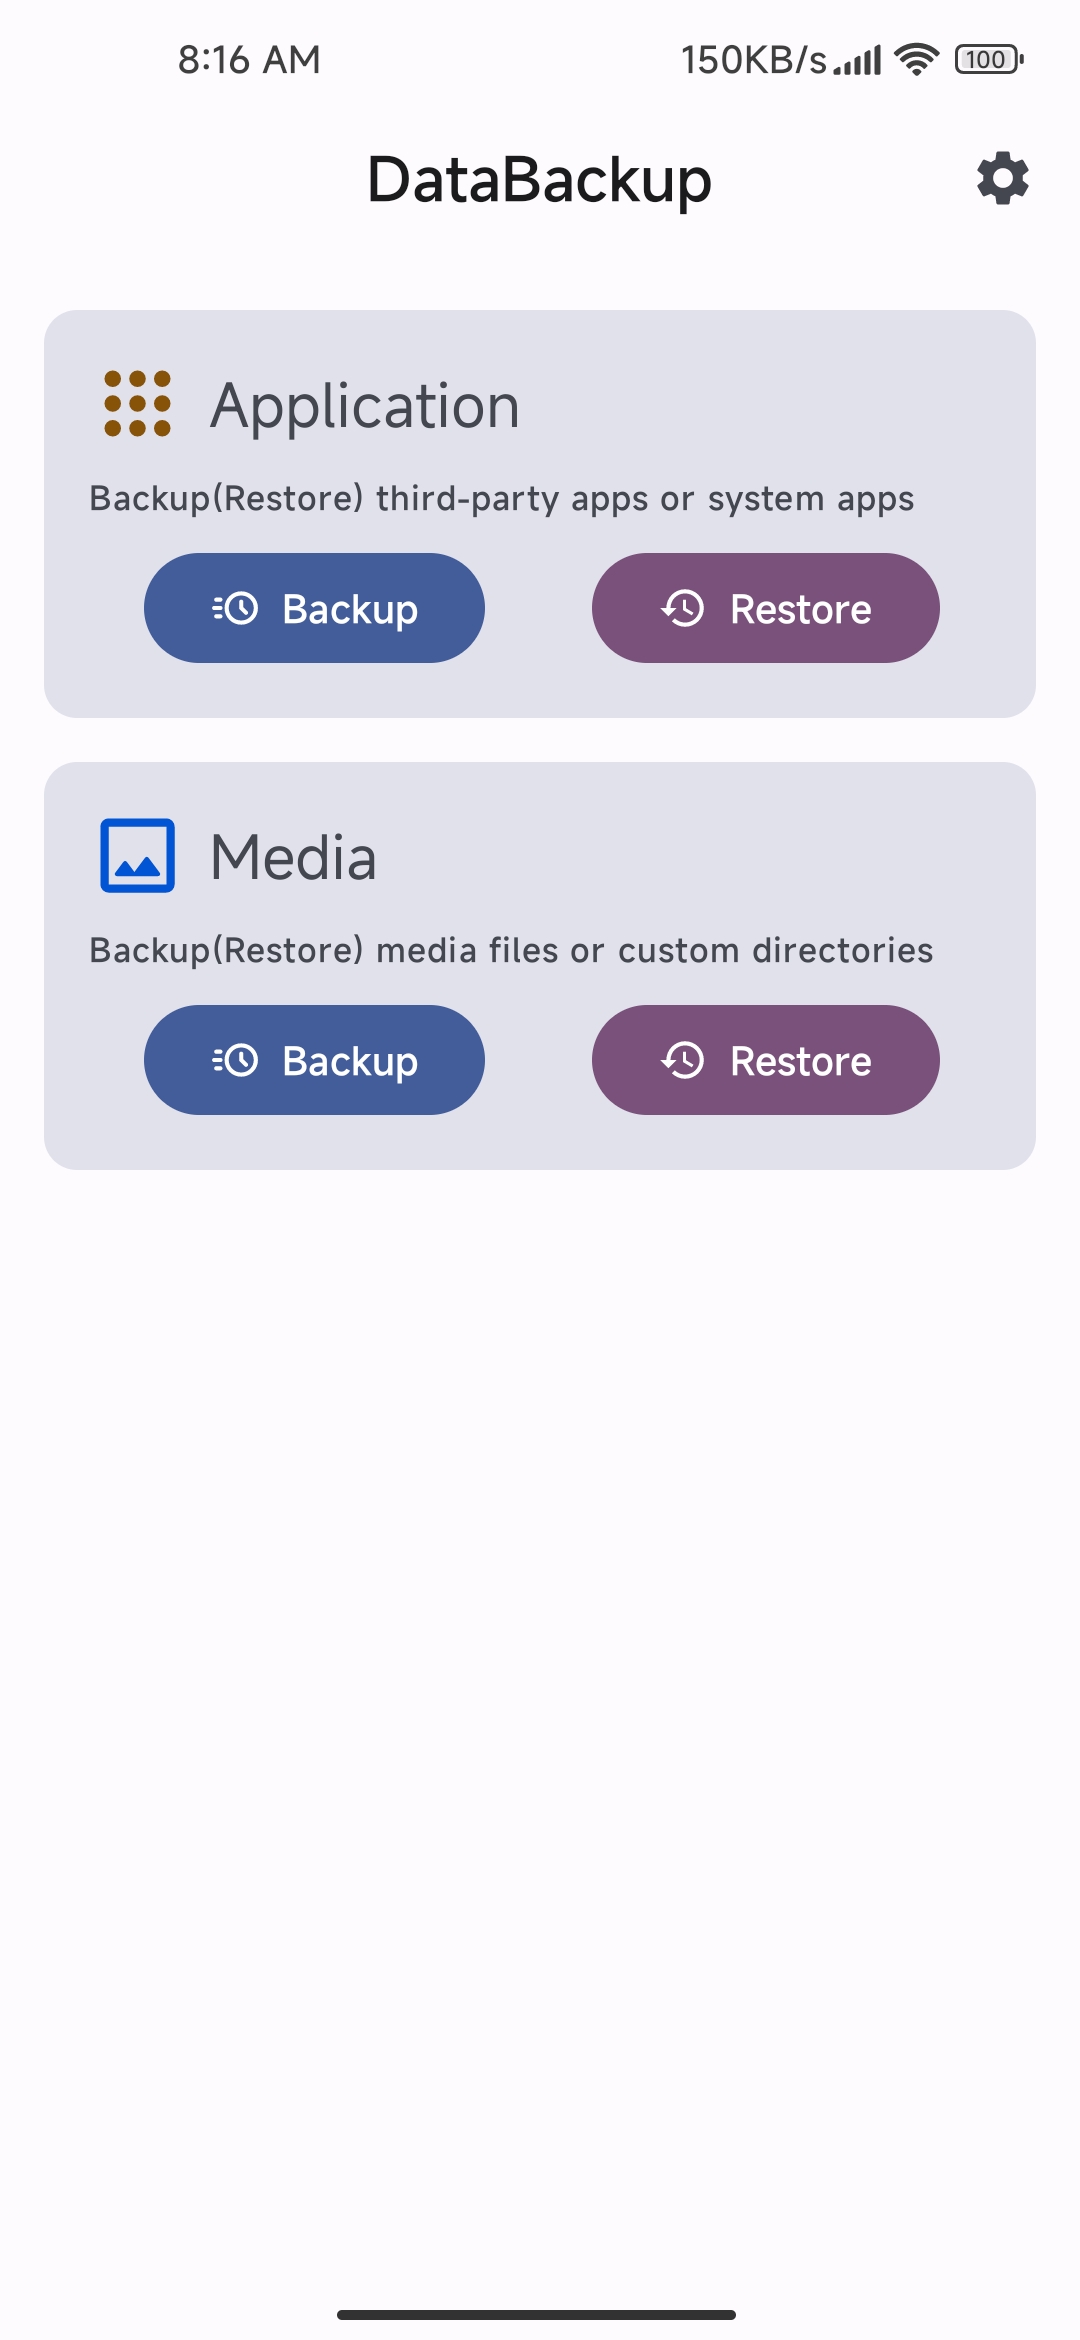 8:16 AM 150KB/s 100
DataBackup
Application
Backup(Restore) third-party apps or system apps
Backup Restore
Media
Backup(Restore) media files or custom directories
Backup Restore